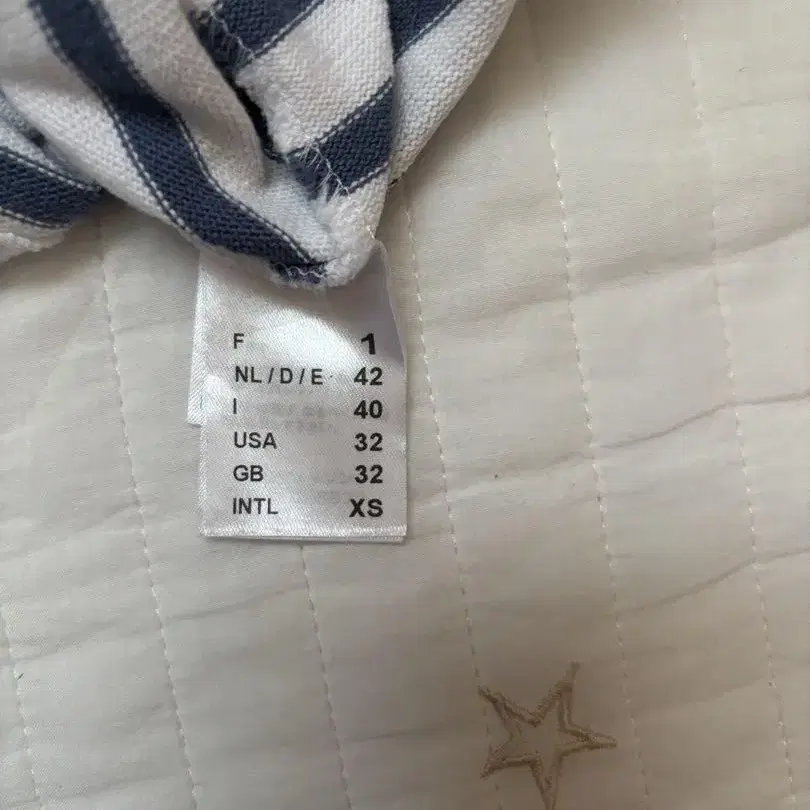 F 1
NL / D / E 42
I 40
USA 32
GB 32
INTL XS